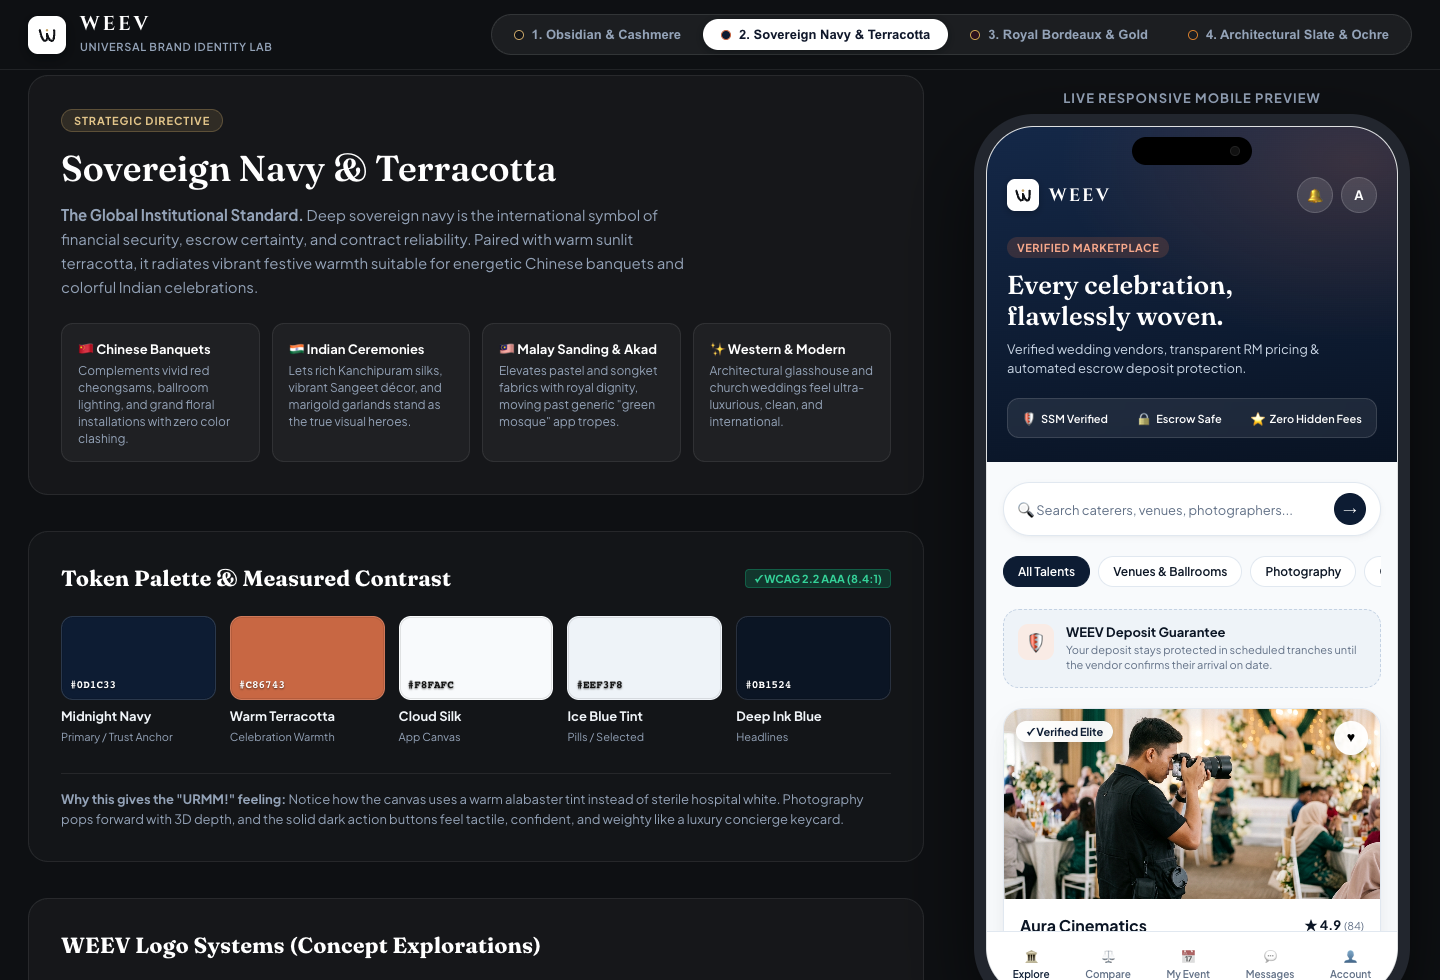 WEEV
UNIVERSAL BRAND IDENTITY LAB
1. Obsidian & Cashmere
2. Sovereign Navy & Terracotta
3. Royal Bordeaux & Gold
4. Architectural Slate & Ochre
STRATEGIC DIRECTIVE
Sovereign Navy & Terracotta
The Global Institutional Standard. Deep sovereign navy is the international symbol of
financial security, escrow certainty, and contract reliability. Paired with warm sunlit
terracotta, it radiates vibrant festive warmth suitable for energetic Chinese banquets and
colorful Indian celebrations.
🇨🇳 Chinese Banquets
Complements vivid red
cheongsams, ballroom
lighting, and grand floral
installations with zero color
clashing.
🇮🇳 Indian Ceremonies
Lets rich Kanchipuram silks,
vibrant Sangeet décor, and
marigold garlands stand as
the true visual heroes.
🇲🇾 Malay Sanding & Akad
Elevates pastel and songket
fabrics with royal dignity,
moving past generic "green
mosque" app tropes.
✨ Western & Modern
Architectural glasshouse and
church weddings feel ultra-
luxurious, clean, and
international.
Token Palette & Measured Contrast
✓ WCAG 2.2 AAA (8.4:1)
#0D1C33
Midnight Navy
Primary / Trust Anchor
#C86743
Warm Terracotta
Celebration Warmth
#F8FAFC
Cloud Silk
App Canvas
#EEF3F8
Ice Blue Tint
Pills / Selected
#0B1524
Deep Ink Blue
Headlines
Why this gives the "URMM!" feeling: Notice how the canvas uses a warm alabaster tint instead of sterile hospital white. Photography
pops forward with 3D depth, and the solid dark action buttons feel tactile, confident, and weighty like a luxury concierge keycard.
WEEV Logo Systems (Concept Explorations)
LIVE RESPONSIVE MOBILE PREVIEW
WEEV
A
VERIFIED MARKETPLACE
Every celebration,
flawlessly woven.
Verified wedding vendors, transparent RM pricing &
automated escrow deposit protection.
SSM Verified
Escrow Safe
Zero Hidden Fees
Search caterers, venues, photographers...
All Talents
Venues & Ballrooms
Photography
WEEV Deposit Guarantee
Your deposit stays protected in scheduled tranches until
the vendor confirms their arrival on date.
✓ Verified Elite
Aura Cinematics
★ 4.9 (84)
Explore
Compare
My Event
Messages
Account